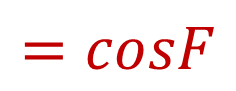 = cosF